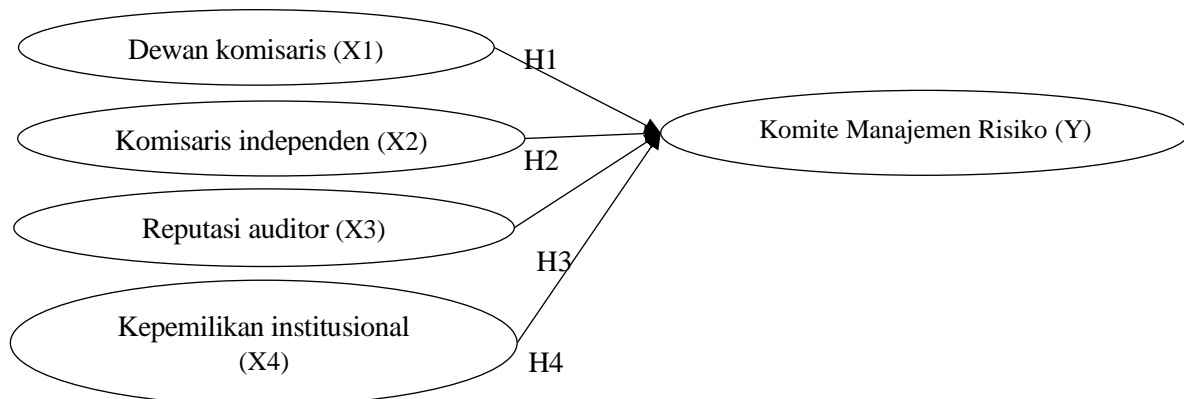 Dewan komisaris (X1)
H1
Komisaris independen (X2)
Komite Manajemen Risiko (Y)
H2
Reputasi auditor (X3)
H3
Kepemilikan institusional
(X4)
H4